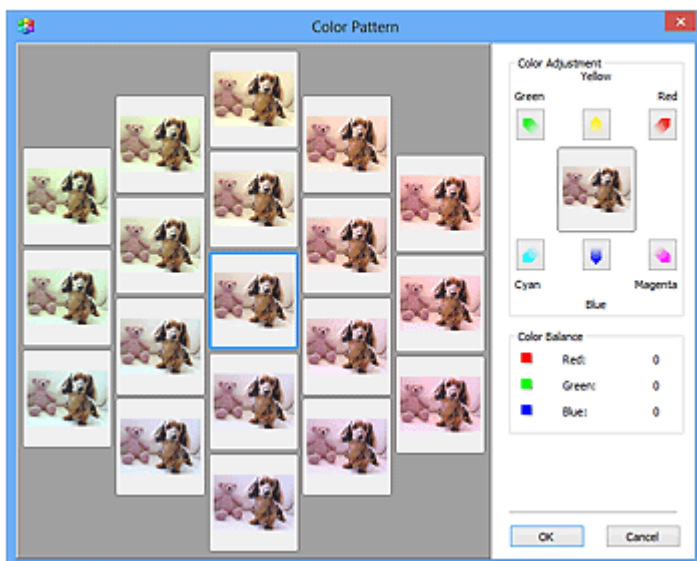 Color Pattern
Color Adjustment
Yellow
Green Red
Cyan Magenta
Blue
Color Balance
Red: 0
Green: 0
Blue: 0
OK Cancel